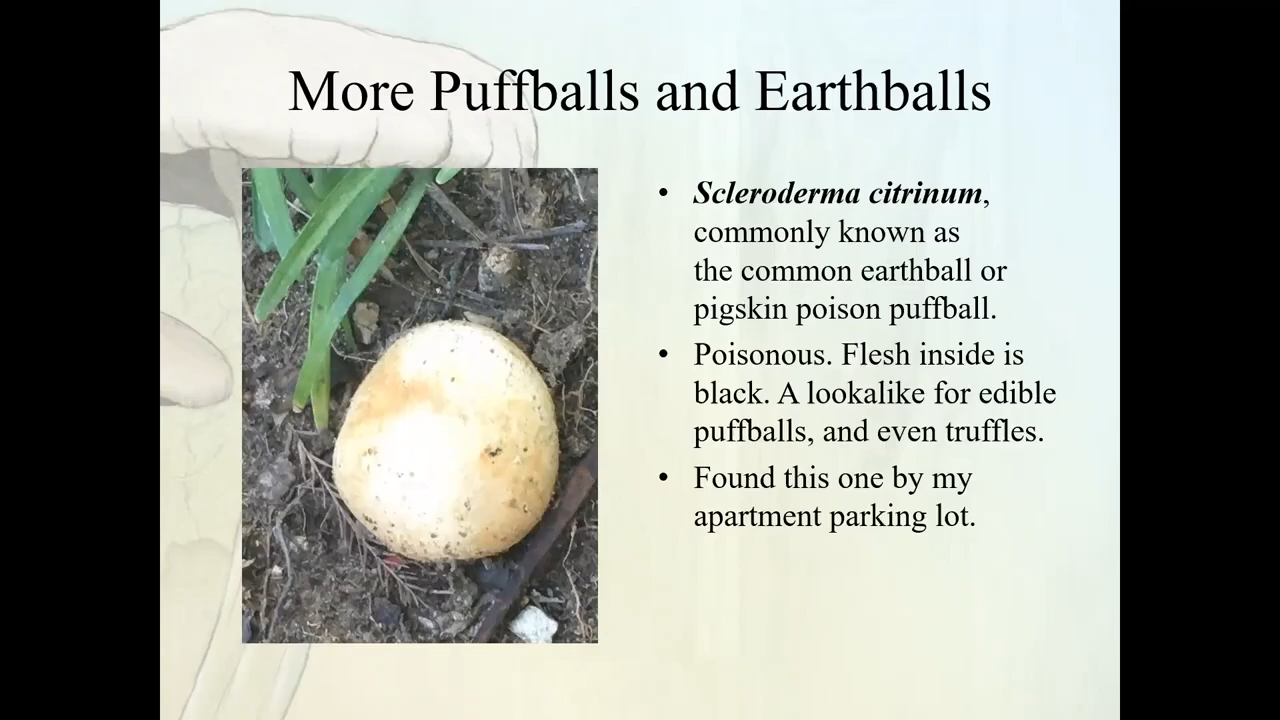 More Puffballs and Earthballs
• Scleroderma citrinum,
commonly known as
the common earthball or
pigskin poison puffball.
• Poisonous. Flesh inside is
black. A lookalike for edible
puffballs, and even truffles.
• Found this one by my
apartment parking lot.